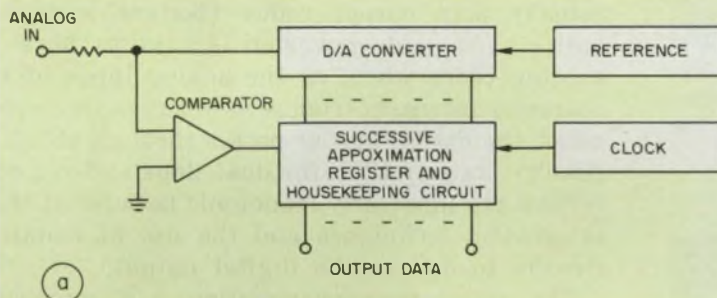 ANALOG
IN
D/A CONVERTER
REFERENCE
COMPARATOR
SUCCESSIVE
APPOXIMATION
REGISTER AND
HOUSEKEEPING CIRCUIT
CLOCK
OUTPUT DATA
a